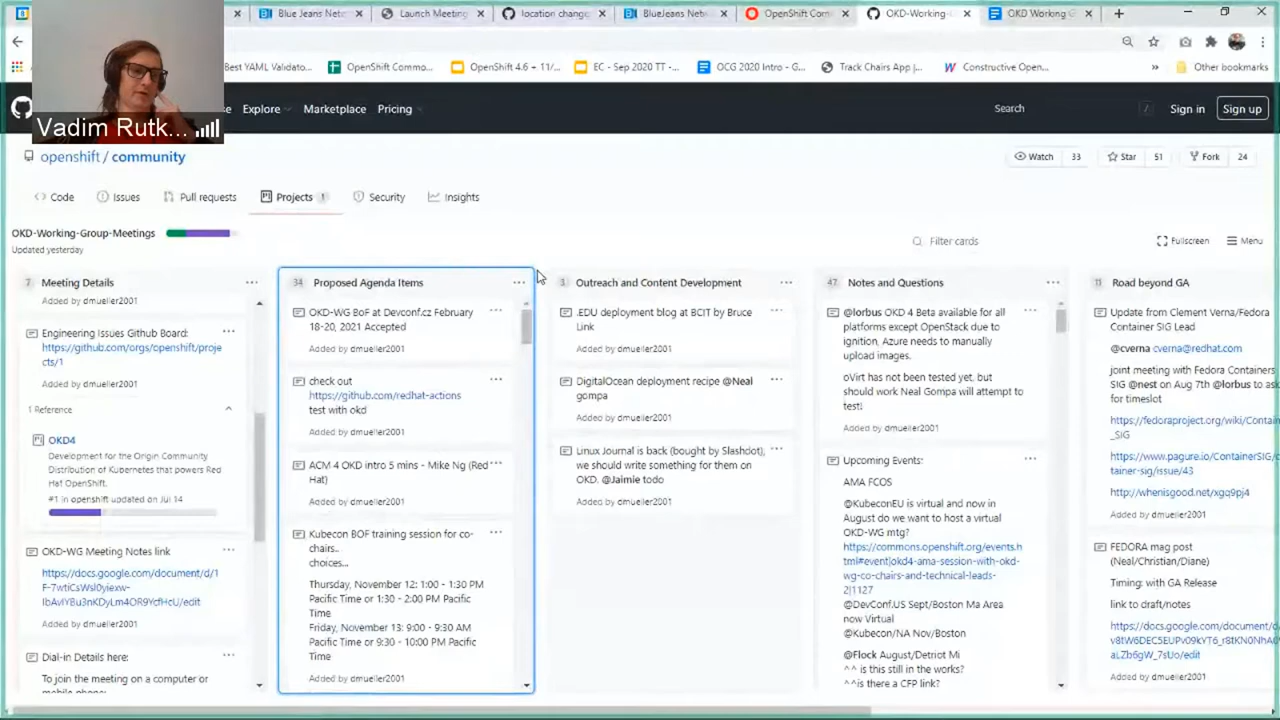 Blue Jeans Net...
Launch Meeting
location change
BlueJeans Netw
OpenShift Com
OKD-Working-
OKD Working G
Best YAML Validato...
OpenShift Commo...
OpenShift 4.6 + 11/...
EC - Sep 2020 TT -...
OCG 2020 Intro - G...
Track Chairs App |...
Constructive Open...
»
Other bookmarks
Explore
Marketplace
Pricing
Search
/
Sign in
Sign up
Vadim Rutk...
openshift / community
Watch 33
Star 51
Fork 24
Code
Issues
Pull requests
Projects 1
Security
Insights
OKD-Working-Group-Meetings
Updated yesterday
Filter cards
Fullscreen
Menu
7 Meeting Details
Added by dmueller2001
Engineering Issues Github Board:
https://github.com/orgs/openshift/proje
cts/1
Added by dmueller2001
1 Reference
OKD4
Development for the Origin Community
Distribution of Kubernetes that powers Red
Hat OpenShift.
#1 in openshift updated on Jul 14
OKD-WG Meeting Notes link
https://docs.google.com/document/d/1
Added by dmueller2001
Dial-in Details here:
To join the meeting on a computer or
mobile phone:
34 Proposed Agenda Items
OKD-WG BoF at Devconf.cz February
18-20, 2021 Accepted
Added by dmueller2001
check out
https://github.com/redhat-actions
test with okd
Added by dmueller2001
ACM 4 OKD intro 5 mins - Mike Ng (Red
Hat)
Added by dmueller2001
Kubecon BOF training session for co-
chairs..
choices...
Thursday, November 12: 1:00 - 1:30 PM
Pacific Time or 1:30 - 2:00 PM Pacific
Time
Friday, November 13: 9:00 - 9:30 AM
Pacific Time or 9:30 - 10:00 PM Pacific
Time
Added by dmueller2001
3 Outreach and Content Development
.EDU deployment blog at BCIT by Bruce
Link
Added by dmueller2001
DigitalOcean deployment recipe @Neal
gompa
Added by dmueller2001
Linux Journal is back (bought by Slashdot),
we should write something for them on
OKD. @Jaimie todo
Added by dmueller2001
47 Notes and Questions
@lorbus OKD 4 Beta available for all
platforms except OpenStack due to
ignition, Azure needs to manually
upload images.
oVirt has not been tested yet, but
should work Neal Gompa will attempt to
test!
Added by dmueller2001
Upcoming Events:
AMA FCOS
@KubeconEU is virtual and now in
August do we want to host a virtual
OKD-WG mtg?
https://commons.openshift.org/events.h
tml#event|okd4-ama-session-with-okd-
wg-co-chairs-and-technical-leads-
2|1127
@DevConf.US Sept/Boston Ma Area
now Virtual
@Kubecon/NA Nov/Boston
@Flock August/Detriot Mi
^^ is this still in the works?
^^is there a CFP link?
11 Road beyond GA
Update from Clement Verna/Fedora
Container SIG Lead
@cverna cverna@redhat.com
joint meeting with Fedora Containers
SIG @nest on Aug 7th @lorbus to ask
for timeslot
https://fedoraproject.org/wiki/Contain
_SIG
https://www.pagure.io/ContainerSIG/c
tainer-sig/issue/43
http://whenisgood.net/xgq9pj4
Added by dmueller2001
FEDORA mag post
(Neal/Christian/Diane)
Timing: with GA Release
link to draft/notes
https://docs.google.com/document/d/
Added by dmueller2001